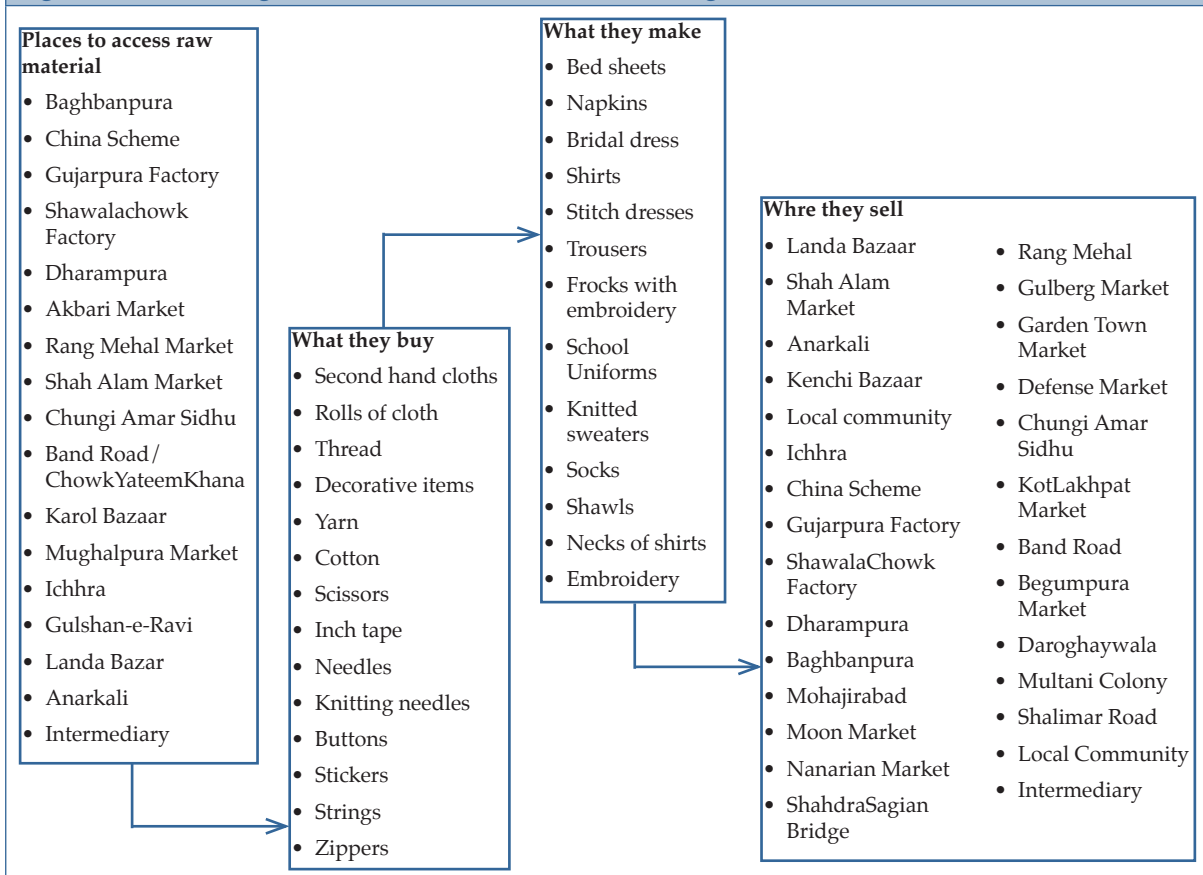 Places to access raw
material
• Baghbanpura
• China Scheme
• Gujarpura Factory
• Shawalachowk
Factory
• Dharampura
• Akbari Market
• Rang Mehal Market
• Shah Alam Market
• Chungi Amar Sidhu
• Band Road/
ChowkYateemKhana
• Karol Bazaar
• Mughalpura Market
• Ichhra
• Gulshan-e-Ravi
• Landa Bazar
• Anarkali
• Intermediary
What they buy
• Second hand cloths
• Rolls of cloth
• Thread
• Decorative items
• Yarn
• Cotton
• Scissors
• Inch tape
• Needles
• Knitting needles
• Buttons
• Stickers
• Strings
• Zippers
What they make
• Bed sheets
• Napkins
• Bridal dress
• Shirts
• Stitch dresses
• Trousers
• Frocks with
embroidery
• School
Uniforms
• Knitted
sweaters
• Socks
• Shawls
• Necks of shirts
• Embroidery
Whre they sell
• Landa Bazaar
• Shah Alam
Market
• Anarkali
• Kenchi Bazaar
• Local community
• Ichhra
• China Scheme
• Gujarpura Factory
• ShawalaChowk
Factory
• Dharampura
• Baghbanpura
• Mohajirabad
• Moon Market
• Nanarian Market
• ShahdraSagian
Bridge
• Rang Mehal
• Gulberg Market
• Garden Town
Market
• Defense Market
• Chungi Amar
Sidhu
• KotLakhpat
Market
• Band Road
• Begumpura
Market
• Daroghaywala
• Multani Colony
• Shalimar Road
• Local Community
• Intermediary